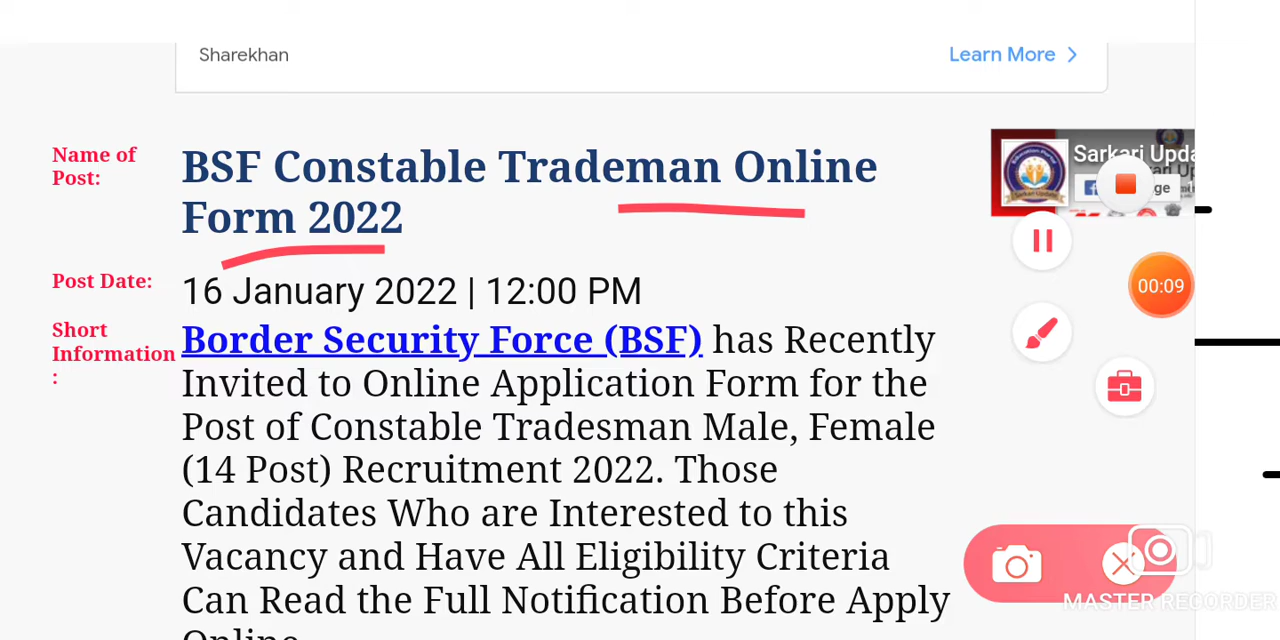 Sharekhan
Learn More
Name of
Post:
BSF Constable Trademan Online
Form 2022
Post Date:
16 January 2022 | 12:00 PM
Short
Information
:
Border Security Force (BSF) has Recently
Invited to Online Application Form for the
Post of Constable Tradesman Male, Female
(14 Post) Recruitment 2022. Those
Candidates Who are Interested to this
Vacancy and Have All Eligibility Criteria
Can Read the Full Notification Before Apply
Online
Sarkari Upda
00:09
MASTER RECORDER